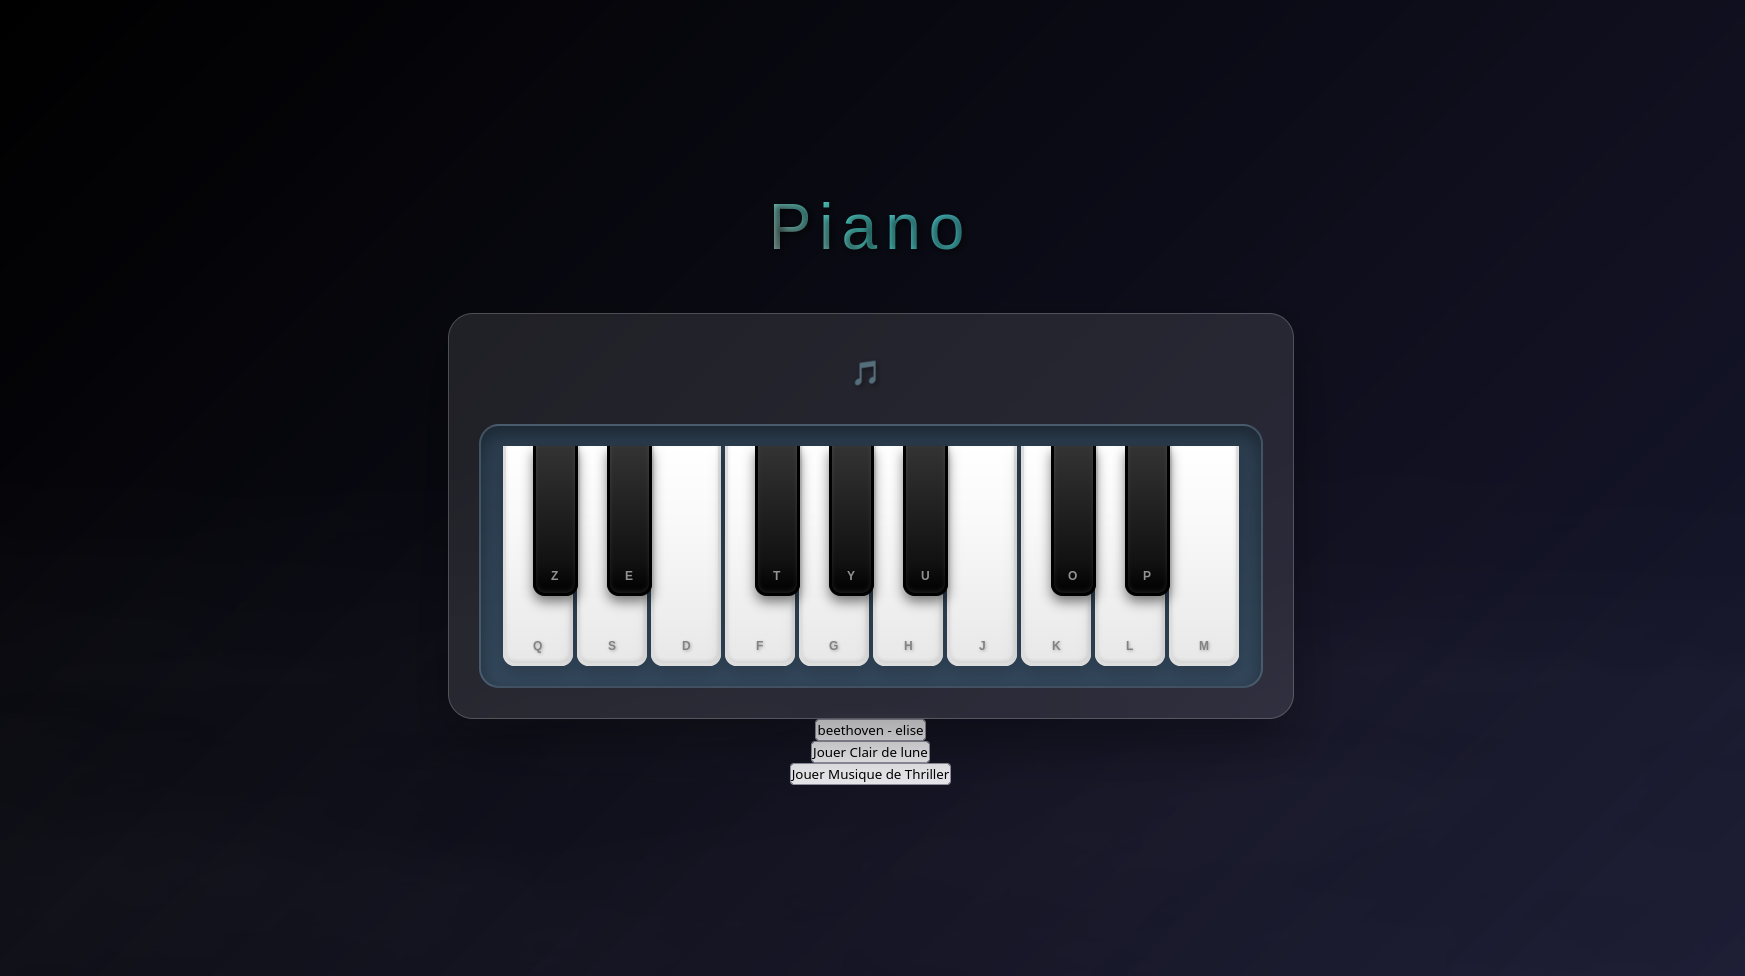 Piano
Z E T Y U O P
Q S D F G H J K L M
beethoven - elise
Jouer Clair de lune
Jouer Musique de Thriller